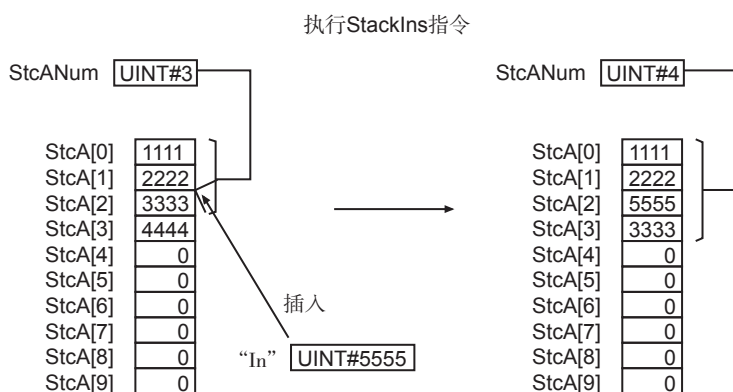 执行StackIns指令
StcANum UINT#3 StcANum UINT#4
StcA[0] 1111 StcA[0] 1111
StcA[1] 2222 StcA[1] 2222
StcA[2] 3333 StcA[2] 5555
StcA[3] 4444 StcA[3] 3333
StcA[4] 0 StcA[4] 0
StcA[5] 0 StcA[5] 0
StcA[6] 0 StcA[6] 0
插入
StcA[7] 0 StcA[7] 0
StcA[8] 0 “In” UINT#5555 StcA[8] 0
StcA[9] 0 StcA[9] 0